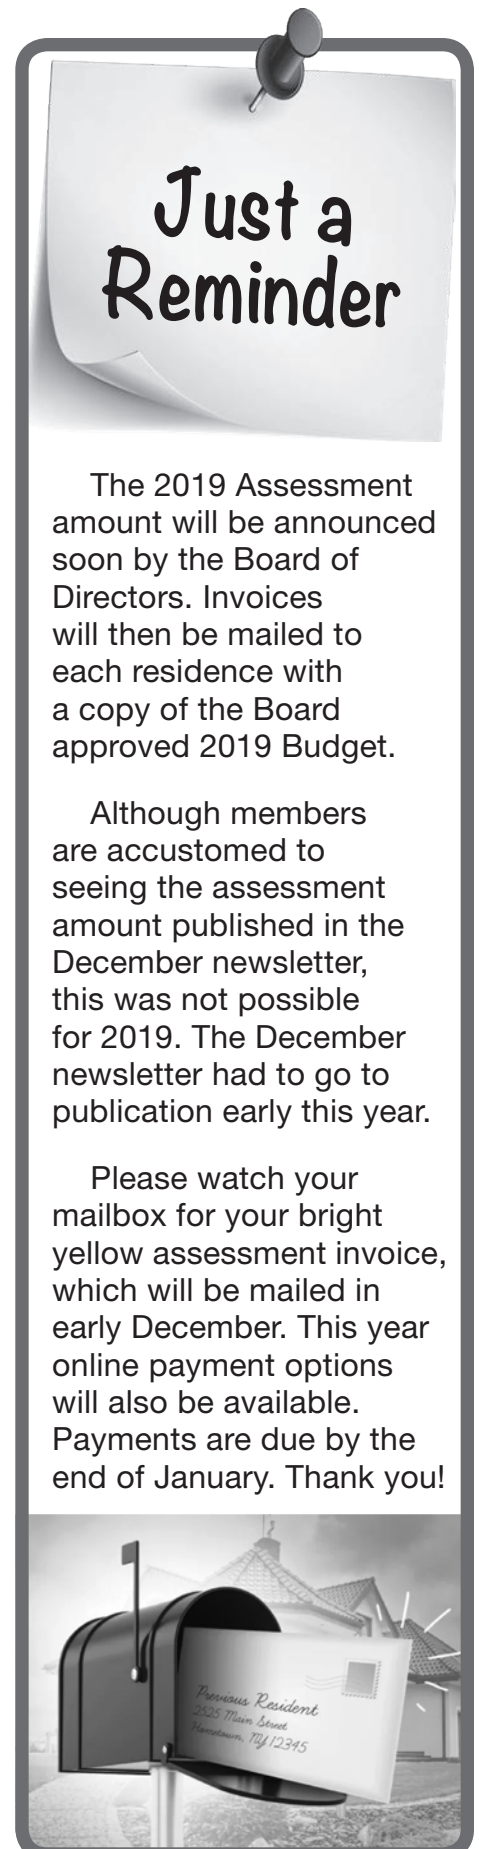 Just a
Reminder
The 2019 Assessment
amount will be announced
soon by the Board of
Directors. Invoices
will then be mailed to
each residence with
a copy of the Board
approved 2019 Budget.
Although members
are accustomed to
seeing the assessment
amount published in the
December newsletter,
this was not possible
for 2019. The December
newsletter had to go to
publication early this year.
Please watch your
mailbox for your bright
yellow assessment invoice,
which will be mailed in
early December. This year
online payment options
will also be available.
Payments are due by the
end of January. Thank you!
Previous Resident
2525 Main Street
Hometown, MY 12345